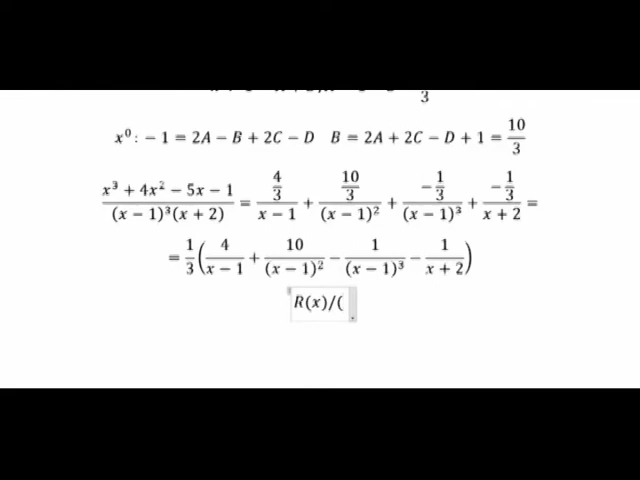 3
x⁰: − 1 = 2A − B + 2C − D B = 2A + 2C − D + 1 = 10/3
(x³ + 4x² − 5x − 1)/((x − 1)³(x + 2)) = (4/3)/(x − 1) + (10/3)/((x − 1)²) + (−1/3)/((x − 1)³) + (−1/3)/(x + 2) =
= 1/3(4/(x − 1) + 10/((x − 1)²) − 1/((x − 1)³) − 1/(x + 2))
R(x)/(